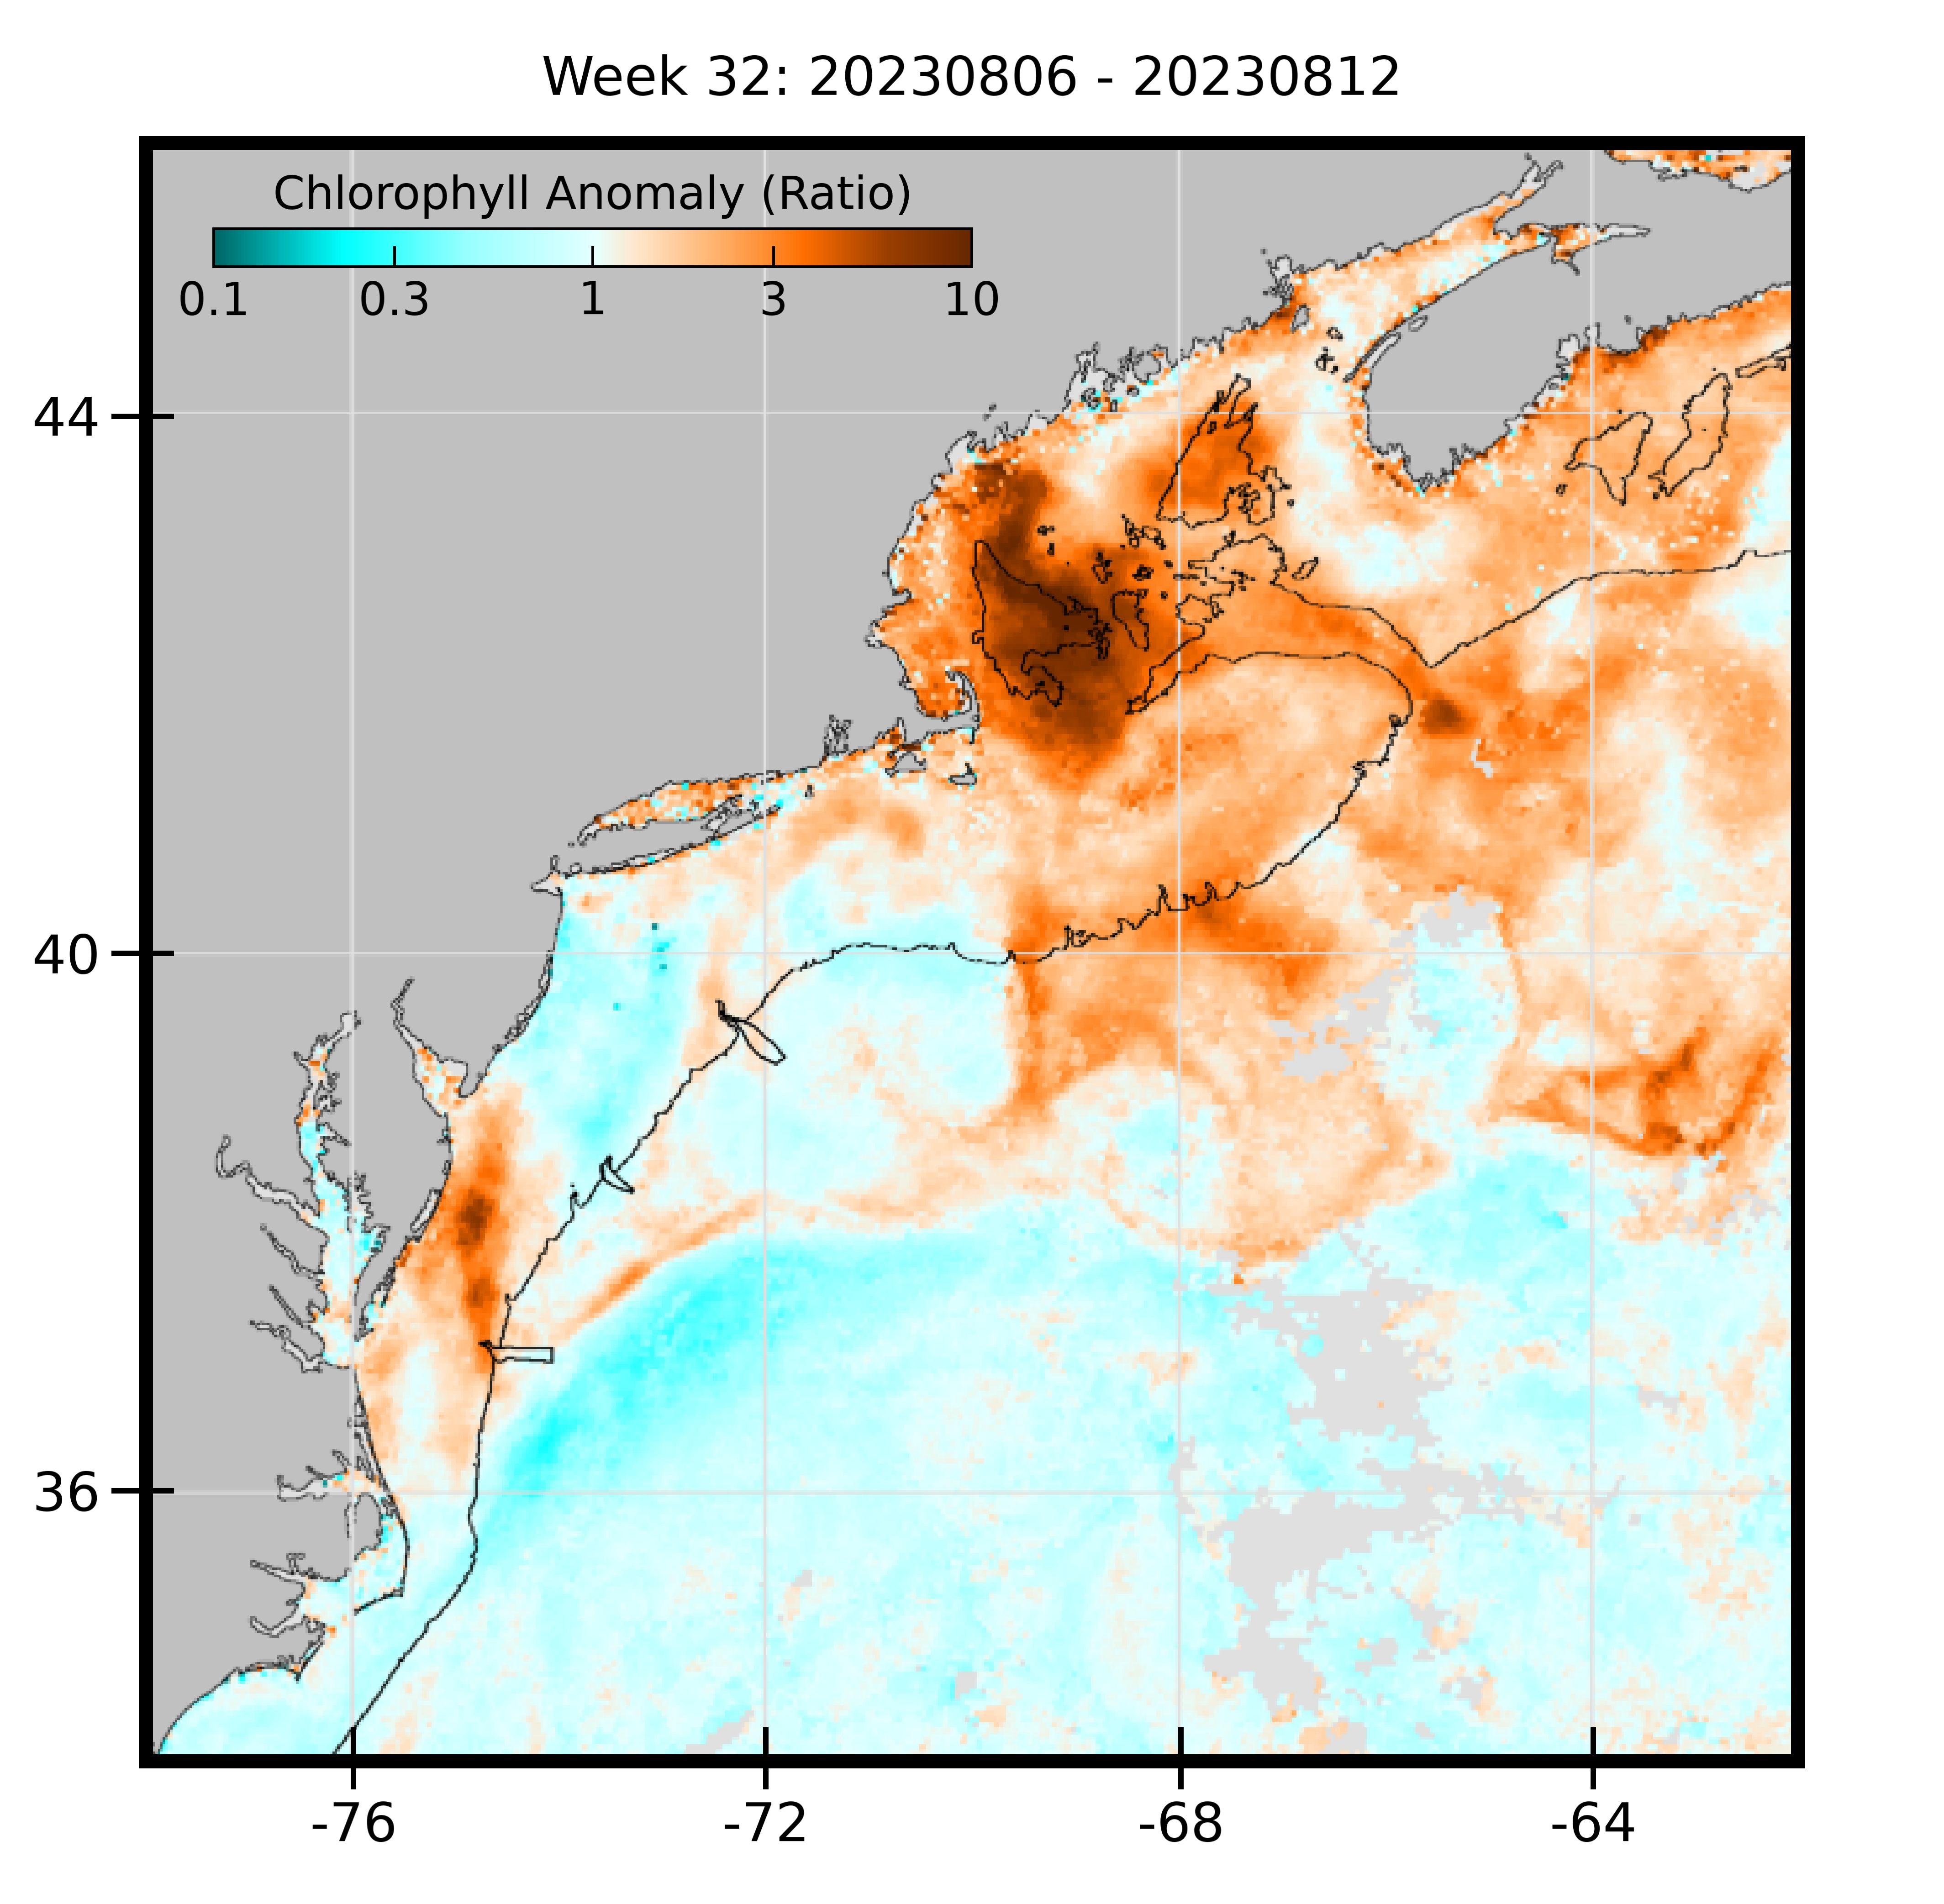 Week 32: 20230806 - 20230812
Chlorophyll Anomaly (Ratio)
0.1 0.3 1 3 10
44
40
36
-76 -72 -68 -64